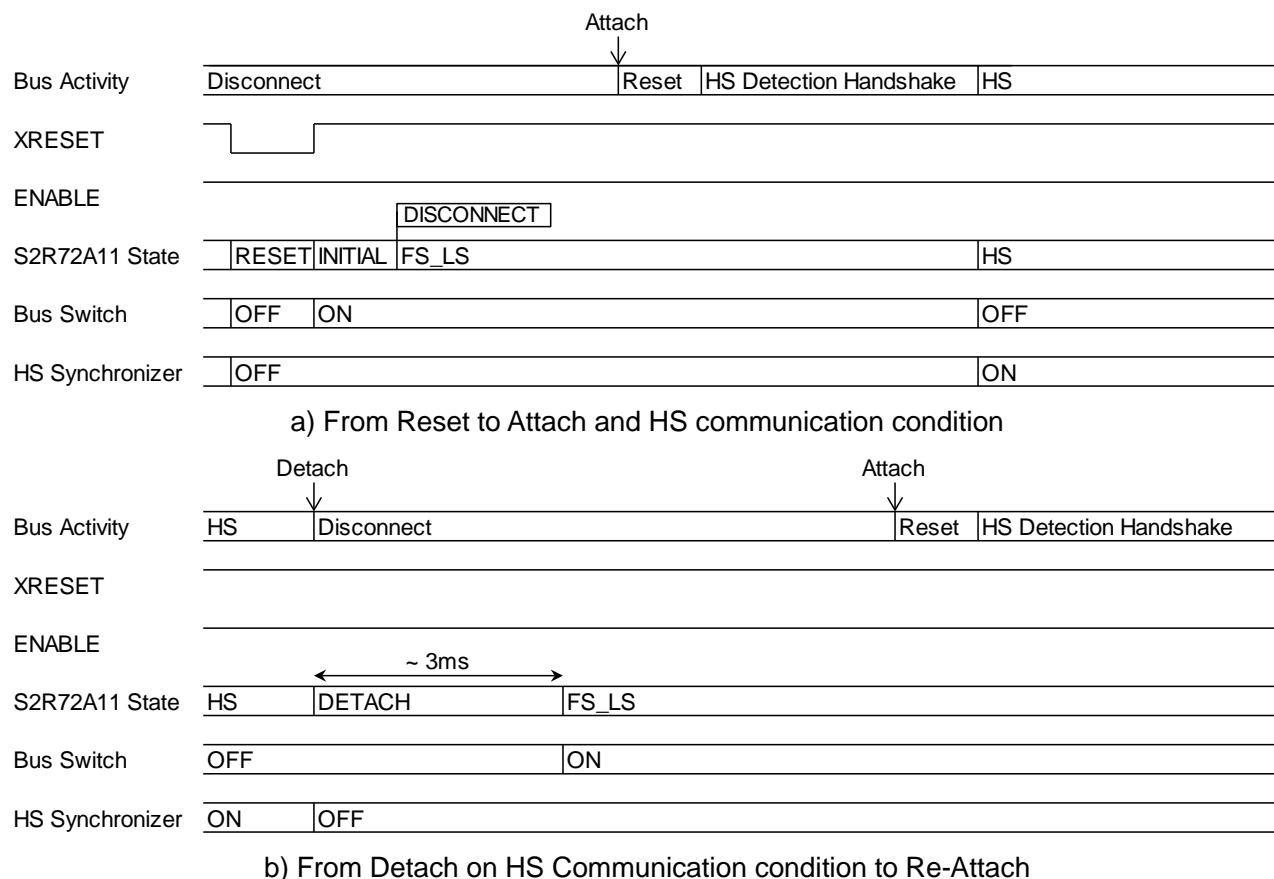 Attach
Bus Activity Disconnect Reset HS Detection Handshake HS
XRESET
ENABLE
DISCONNECT
S2R72A11 State RESET INITIAL FS_LS HS
Bus Switch OFF ON OFF
HS Synchronizer OFF ON
a) From Reset to Attach and HS communication condition
Detach Attach
Bus Activity HS Disconnect Reset HS Detection Handshake
XRESET
ENABLE
~ 3ms
S2R72A11 State HS DETACH FS_LS
Bus Switch OFF ON
HS Synchronizer ON OFF
b) From Detach on HS Communication condition to Re-Attach